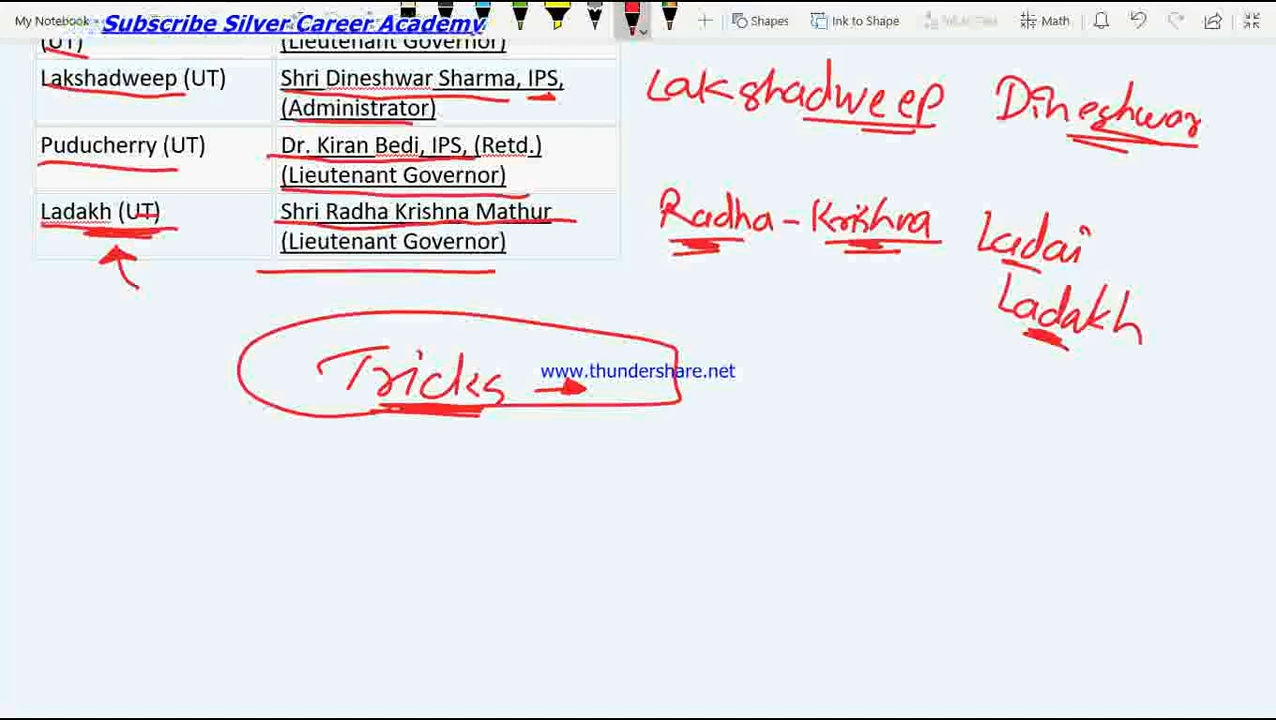 My Notebook
Subscribe Silver Career Academy
Shapes
Ink to Shape
Math
(UT)
(Lieutenant Governor)
Lakshadweep (UT)
Shri Dineshwar Sharma, IPS,
(Administrator)
Puducherry (UT)
Dr. Kiran Bedi, IPS, (Retd.)
(Lieutenant Governor)
Ladakh (UT)
Shri Radha Krishna Mathur
(Lieutenant Governor)
Lakshadweep Dineshwar
Radha - Krishna Ladai
Ladakh
Tricks →
www.thundershare.net